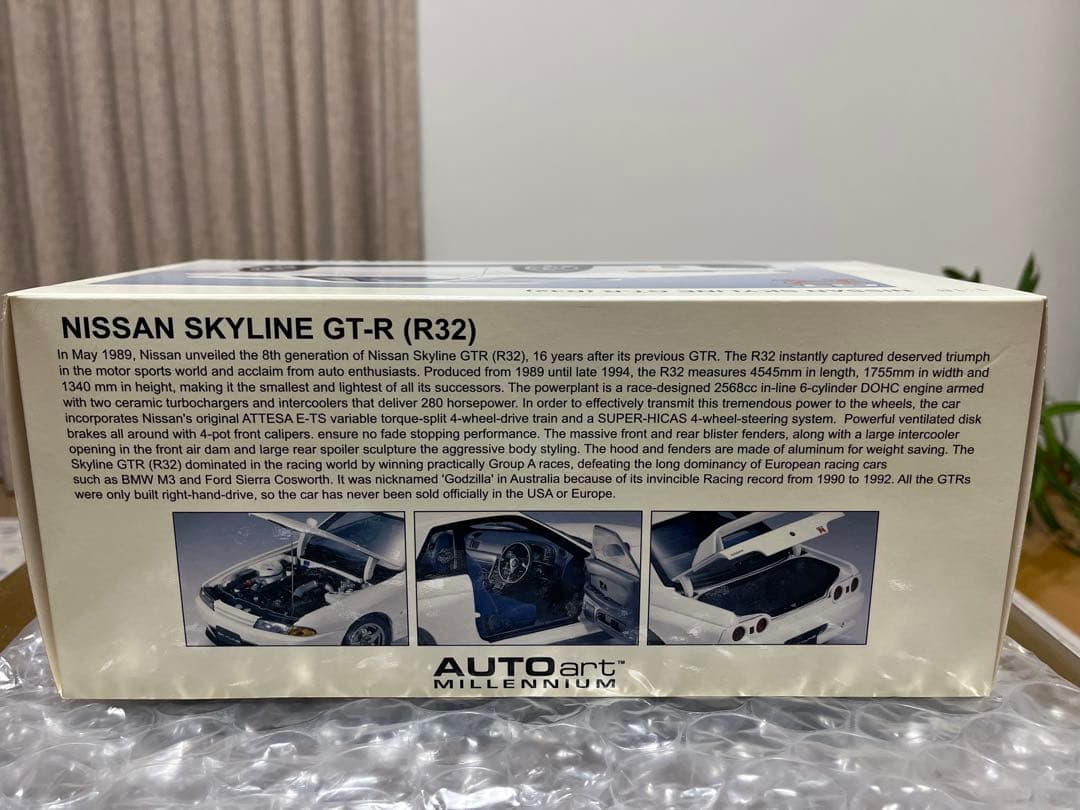 NISSAN SKYLINE GT-R (R32)
In May 1989, Nissan unveiled the 8th generation of Nissan Skyline GTR (R32), 16 years after its previous GTR. The R32 instantly captured deserved triumph
in the motor sports world and acclaim from auto enthusiasts. Produced from 1989 until late 1994, the R32 measures 4545mm in length, 1755mm in width and
1340 mm in height, making it the smallest and lightest of all its successors. The powerplant is a race-designed 2568cc in-line 6-cylinder DOHC engine armed
with two ceramic turbochargers and intercoolers that deliver 280 horsepower. In order to effectively transmit this tremendous power to the wheels, the car
incorporates Nissan's original ATTESA E-TS variable torque-split 4-wheel-drive train and a SUPER-HICAS 4-wheel-steering system. Powerful ventilated disk
brakes all around with 4-pot front calipers. ensure no fade stopping performance. The massive front and rear blister fenders, along with a large intercooler
opening in the front air dam and large rear spoiler sculpture the aggressive body styling. The hood and fenders are made of aluminum for weight saving. The
Skyline GTR (R32) dominated in the racing world by winning practically Group A races, defeating the long dominancy of European racing cars
such as BMW M3 and Ford Sierra Cosworth. It was nicknamed 'Godzilla' in Australia because of its invincible Racing record from 1990 to 1992. All the GTRs
were only built right-hand-drive, so the car has never been sold officially in the USA or Europe.
AUTOart™
MILLENNIUM